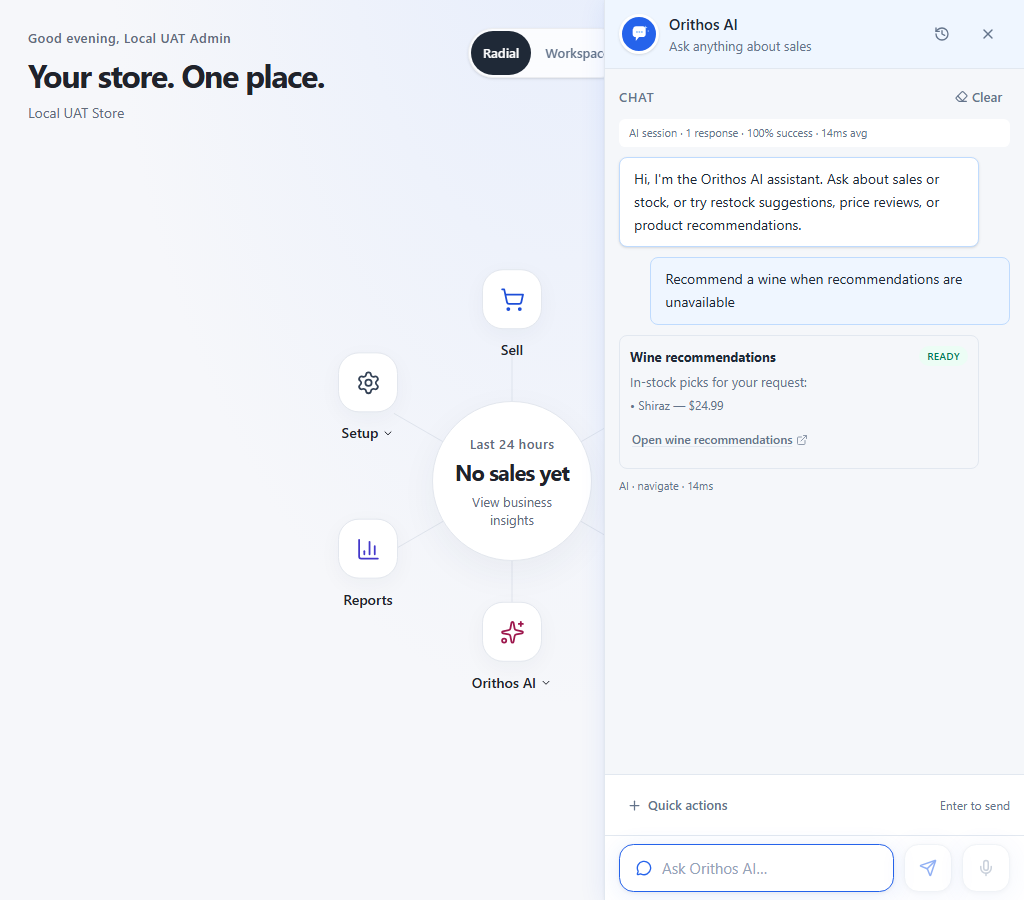 Good evening, Local UAT Admin
Your store. One place.
Local UAT Store
Radial
Sell
Setup
Last 24 hours
No sales yet
View business
insights
Reports
Orithos AI
Orithos AI
Ask anything about sales
CHAT
Clear
AI session · 1 response · 100% success · 14ms avg
Hi, I'm the Orithos AI assistant. Ask about sales or
stock, or try restock suggestions, price reviews, or
product recommendations.
Recommend a wine when recommendations are
unavailable
Wine recommendations
READY
In-stock picks for your request:
• Shiraz — $24.99
Open wine recommendations
AI · navigate · 14ms
Quick actions
Enter to send
Ask Orithos AI...